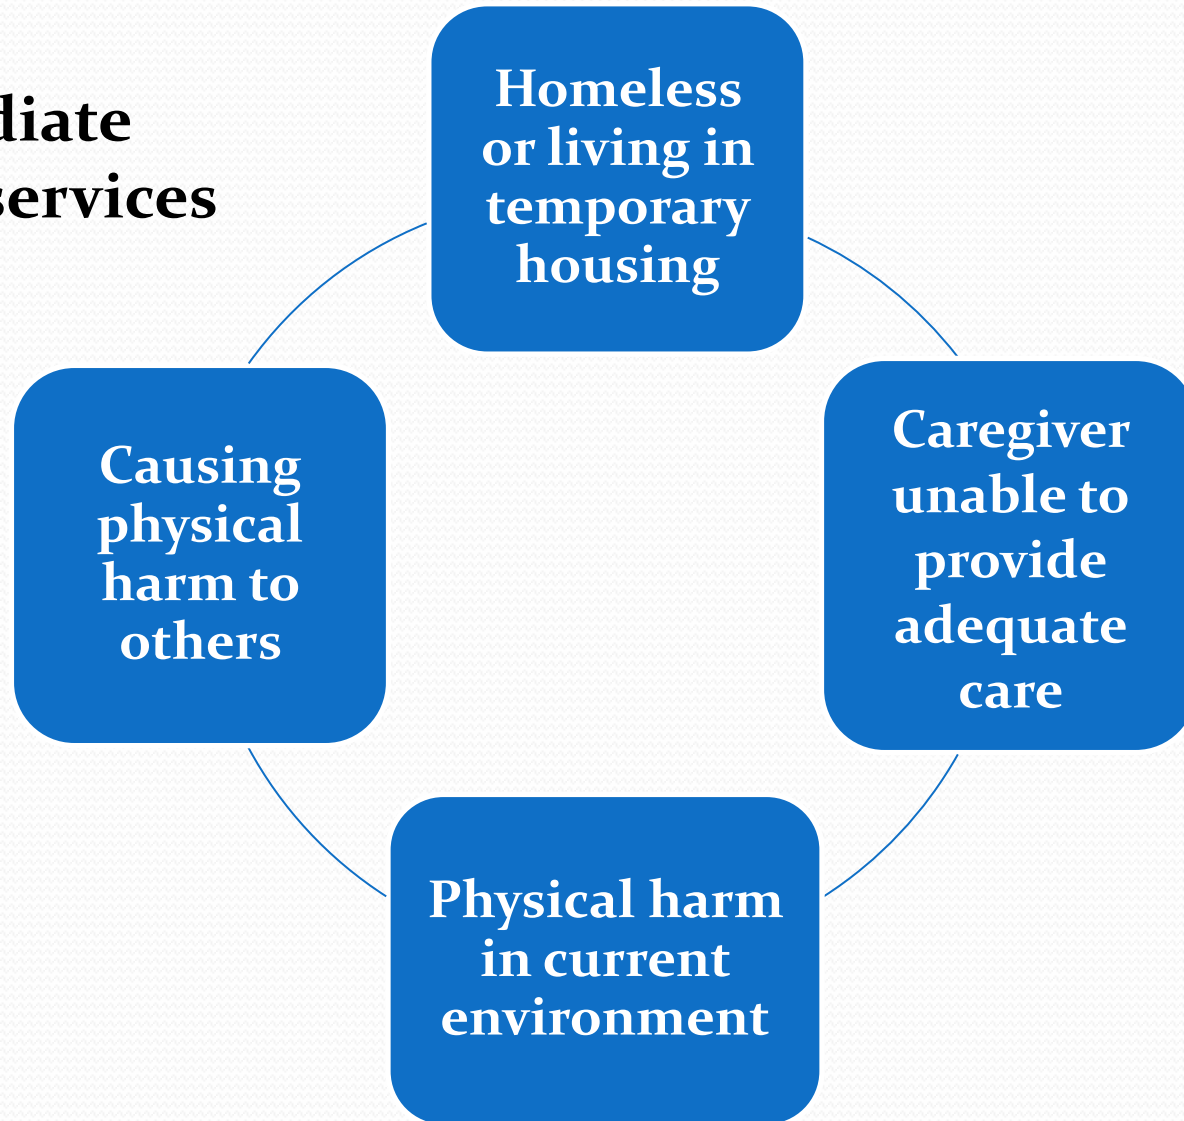 diate
services
Homeless
or living in
temporary
housing
Caregiver
unable to
provide
adequate
care
Physical harm
in current
environment
Causing
physical
harm to
others